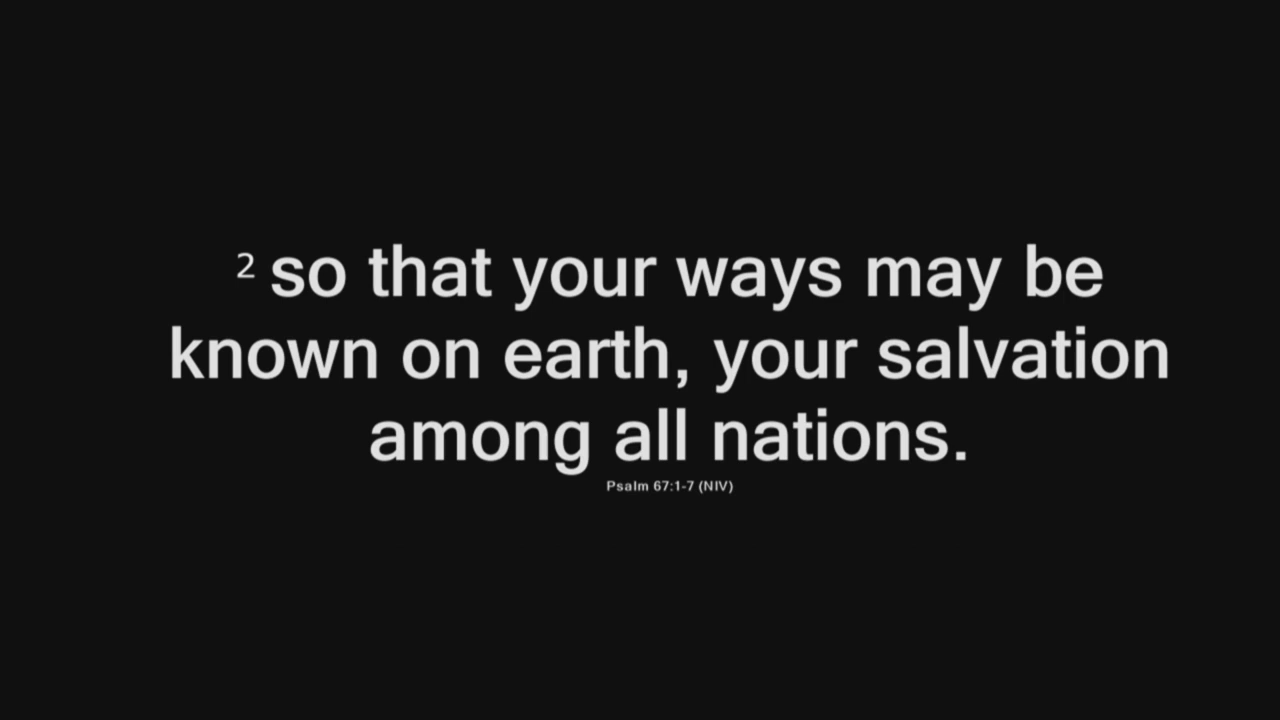 ² so that your ways may be
known on earth, your salvation
among all nations.
Psalm 67:1-7 (NIV)